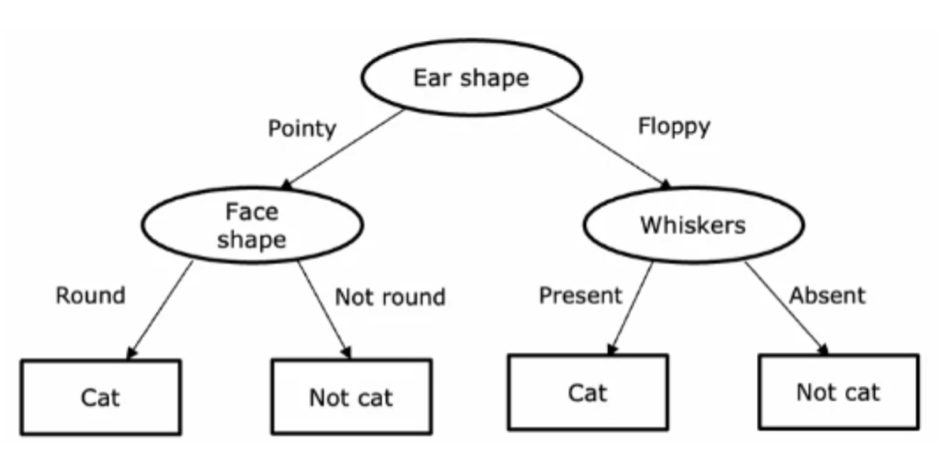 Ear shape
Pointy
Floppy
Face
shape
Whiskers
Round
Not round
Present
Absent
Cat
Not cat
Cat
Not cat